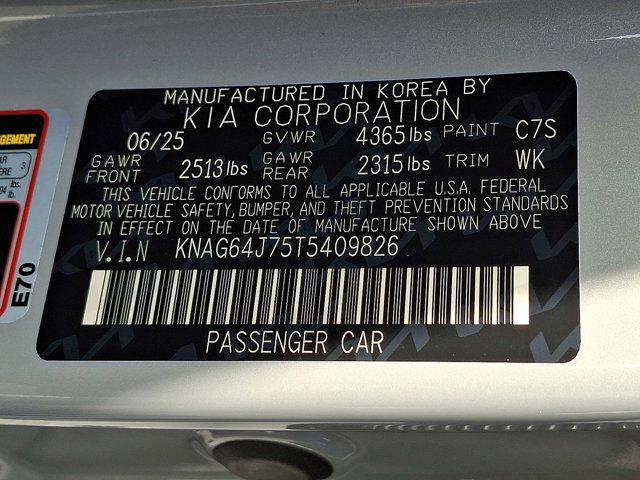 MANUFACTURED IN KOREA BY
KIA CORPORATION
06/25 GVWR 4365 lbs PAINT C7S
GAWR FRONT 2513 lbs GAWR REAR 2315 lbs TRIM WK
THIS VEHICLE CONFORMS TO ALL APPLICABLE U.S.A. FEDERAL
MOTOR VEHICLE SAFETY, BUMPER, AND THEFT PREVENTION STANDARDS
IN EFFECT ON THE DATE OF MANUFACTURE SHOWN ABOVE
V.I.N KNAG64J75T5409826
PASSENGER CAR
E70